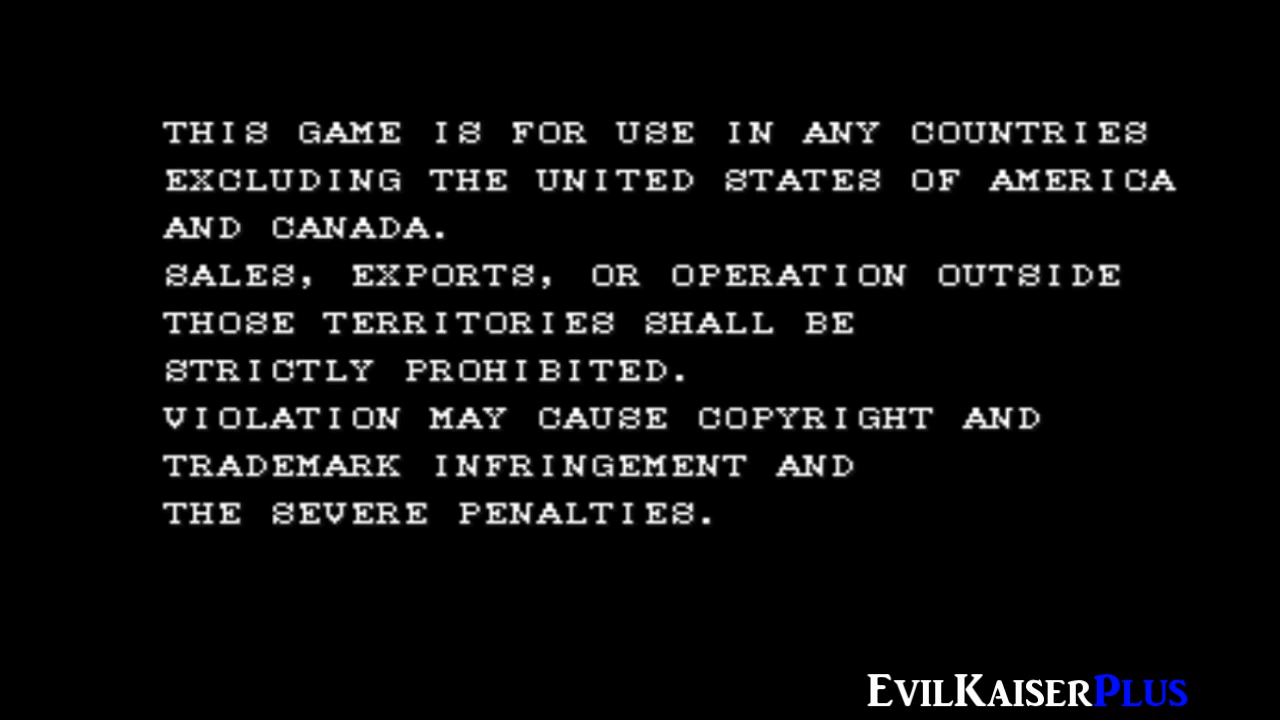 THIS GAME IS FOR USE IN ANY COUNTRIES
EXCLUDING THE UNITED STATES OF AMERICA
AND CANADA.
SALES, EXPORTS, OR OPERATION OUTSIDE
THOSE TERRITORIES SHALL BE
STRICTLY PROHIBITED.
VIOLATION MAY CAUSE COPYRIGHT AND
TRADEMARK INFRINGEMENT AND
THE SEVERE PENALTIES.
EVILKAISERPLUS